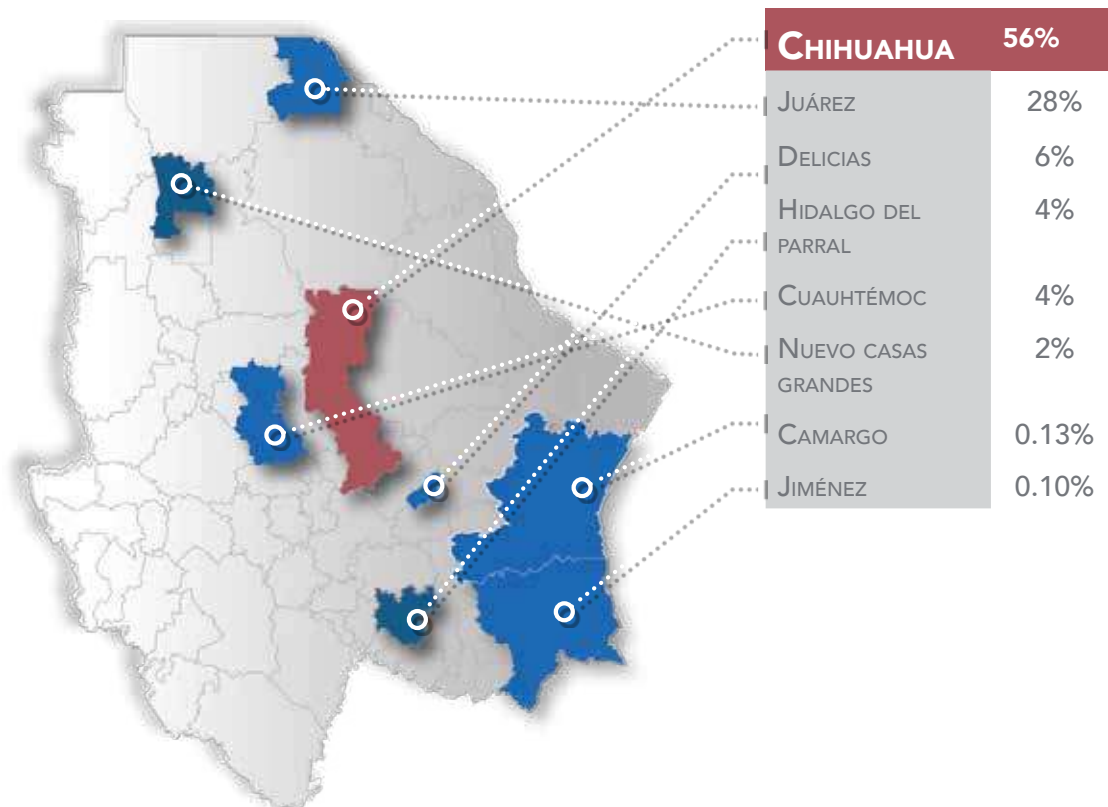 CHIHUAHUA 56%
JUÁREZ 28%
DELICIAS 6%
HIDALGO DEL 4%
PARRAL
CUAUHTÉMOC 4%
NUEVO CASAS 2%
GRANDES
CAMARGO 0.13%
JIMÉNEZ 0.10%